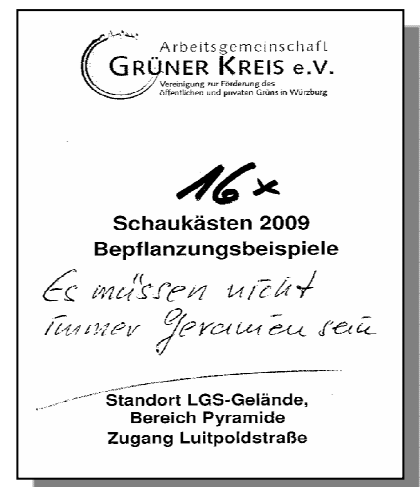 Arbeitsgemeinschaft
GRÜNER KREIS e.V.
Vereinigung zur Förderung des
öffentlichen und privaten Grüns in Würzburg
16x
Schaukästen 2009
Bepflanzungsbeispiele
Es müssen nicht
immer Geranien sein
Standort LGS-Gelände,
Bereich Pyramide
Zugang Luitpoldstraße